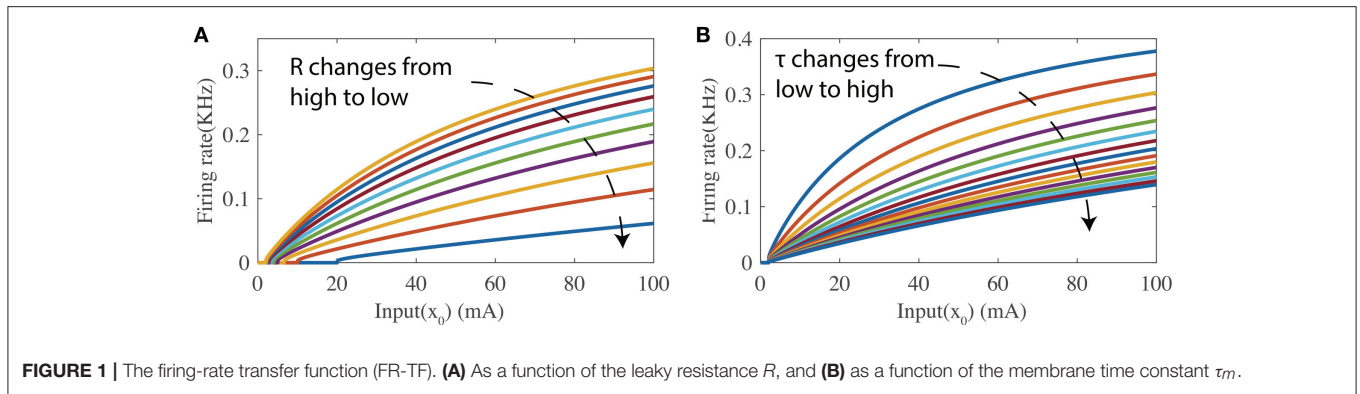 A
R changes from
high to low
Firing rate(KHz)
0.3
0.2
0.1
0
0 20 40 60 80 100
Input(x₀) (mA)
B
τ changes from
low to high
Firing rate(KHz)
0.4
0.3
0.2
0.1
0
0 20 40 60 80 100
Input(x₀) (mA)
FIGURE 1 | The firing-rate transfer function (FR-TF). (A) As a function of the leaky resistance R, and (B) as a function of the membrane time constant τm.